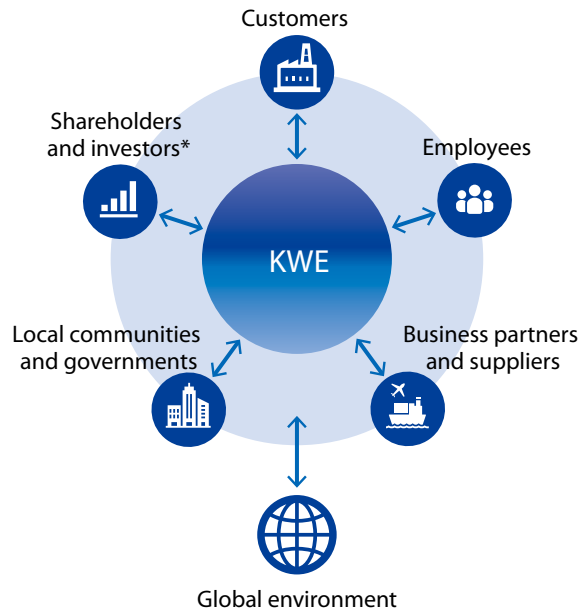 Customers
Shareholders
and investors*
Employees
KWE
Local communities
and governments
Business partners
and suppliers
Global environment